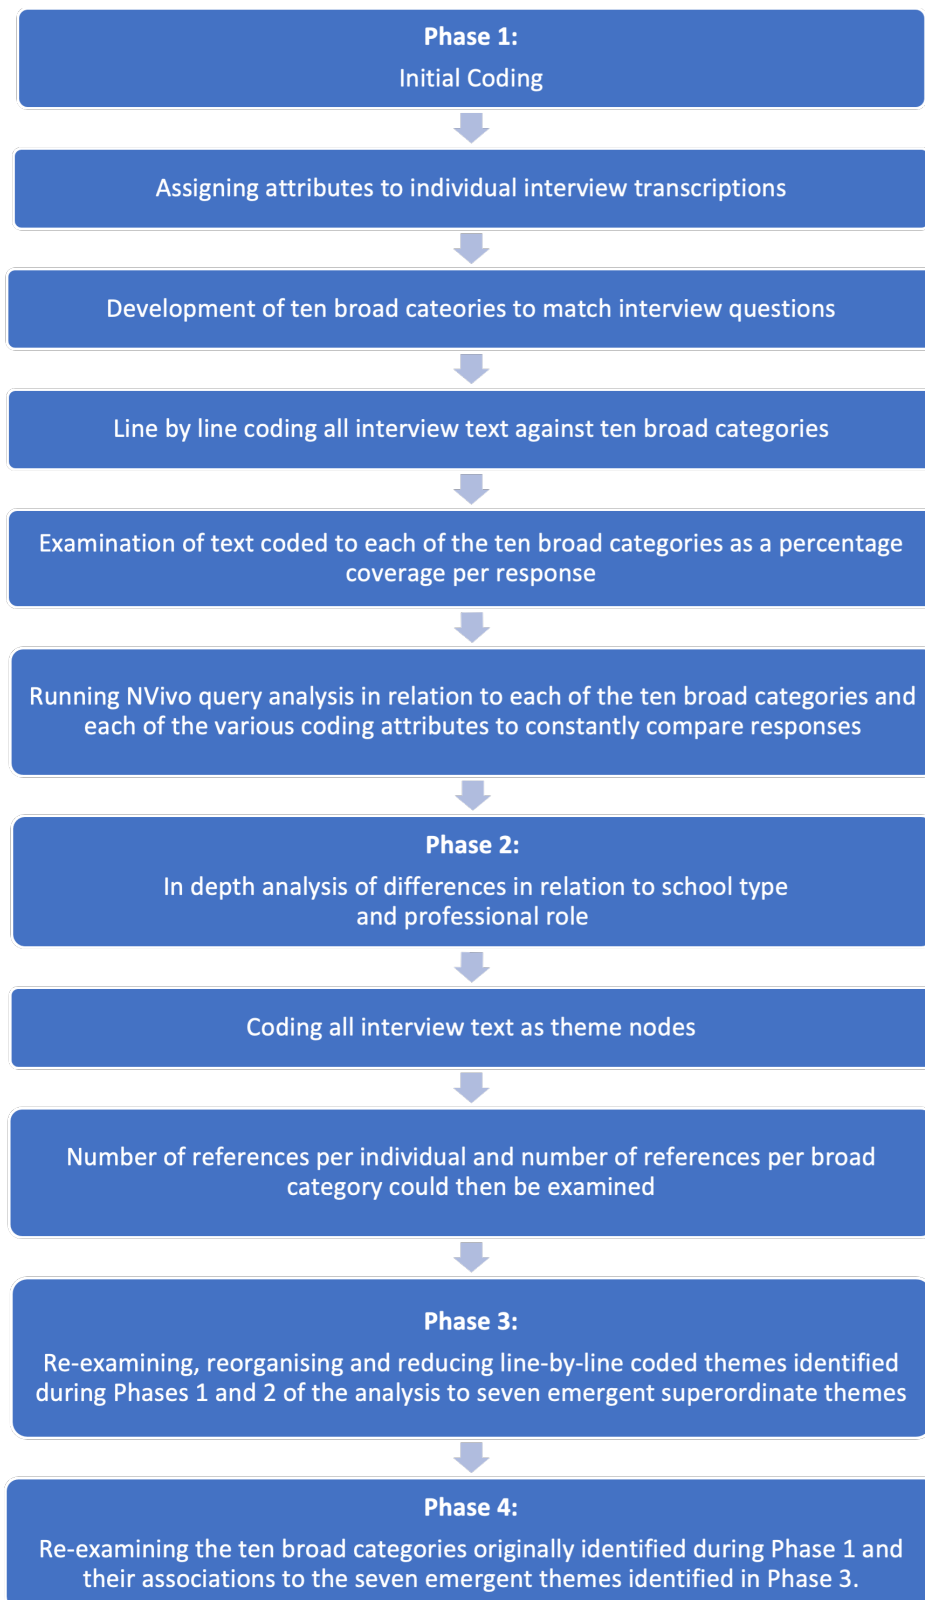 Phase 1:
Initial Coding
Assigning attributes to individual interview transcriptions
Development of ten broad cateories to match interview questions
Line by line coding all interview text against ten broad categories
Examination of text coded to each of the ten broad categories as a percentage
coverage per response
Running NVivo query analysis in relation to each of the ten broad categories and
each of the various coding attributes to constantly compare responses
Phase 2:
In depth analysis of differences in relation to school type
and professional role
Coding all interview text as theme nodes
Number of references per individual and number of references per broad
category could then be examined
Phase 3:
Re-examining, reorganising and reducing line-by-line coded themes identified
during Phases 1 and 2 of the analysis to seven emergent superordinate themes
Phase 4:
Re-examining the ten broad categories originally identified during Phase 1 and
their associations to the seven emergent themes identified in Phase 3.